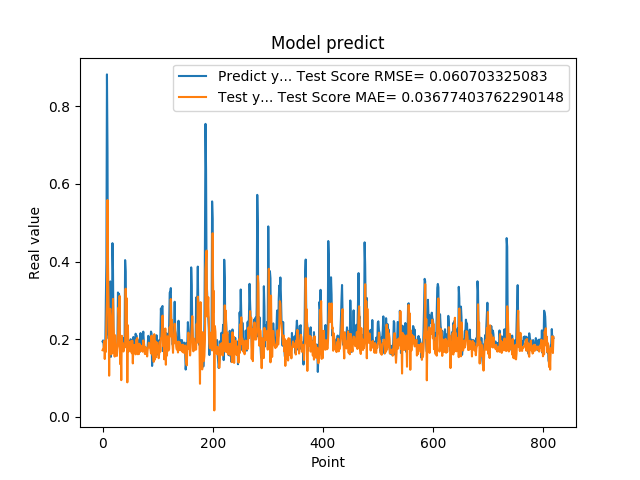 Model predict
Predict y... Test Score RMSE= 0.060703325083
Test y... Test Score MAE= 0.03677403762290148
0.8
0.6
0.4
0.2
0.0
Real value
0 200 400 600 800
Point